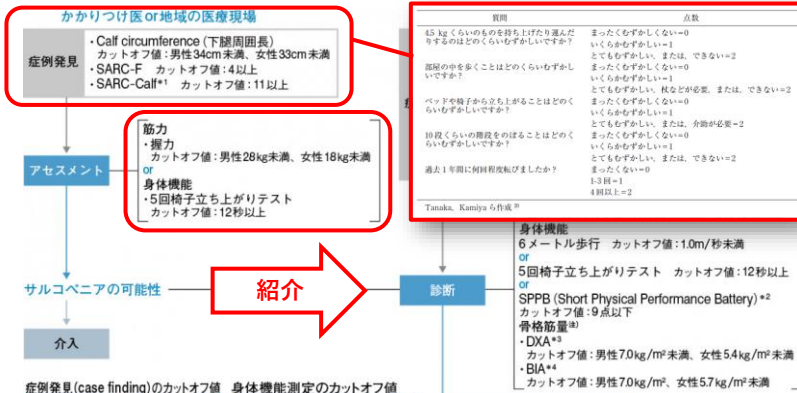 かかりつけ医or地域の医療現場
症例発見
・Calf circumference (下腿周囲長)
カットオフ値：男性34cm未満、女性33cm未満
・SARC-F カットオフ値：4以上
・SARC-Calf*1 カットオフ値：11以上
アセスメント
筋力
・握力
カットオフ値：男性28kg未満、女性18kg未満
or
身体機能
・5回椅子立ち上がりテスト
カットオフ値：12秒以上
サルコペニアの可能性
紹介
介入
症例発見(case finding)のカットオフ値 身体機能測定のカットオフ値
質問 点数
4.5 kg くらいのものを持ち上げたり運んだ
りするのはどのくらいむずかしいですか？
まったくむずかしくない=0
いくらかむずかしい=1
とてもむずかしい、または、できない=2
部屋の中を歩くことはどのくらいむずかし
いですか？
まったくむずかしくない=0
いくらかむずかしい=1
とてもむずかしい、杖などが必要、または、できない=2
ベッドや椅子から立ち上がることはどのく
らいむずかしいですか？
まったくむずかしくない=0
いくらかむずかしい=1
とてもむずかしい、または、介助が必要=2
10 段くらいの階段をのぼることはどのく
らいむずかしいですか？
まったくむずかしくない=0
いくらかむずかしい=1
とてもむずかしい、または、できない=2
過去 1 年間に何回程度転びましたか？
まったくない=0
1-3 回=1
4 回以上=2
Tanaka、Kamiya ら作成
診断
身体機能
6メートル歩行 カットオフ値：1.0m/秒未満
or
5回椅子立ち上がりテスト カットオフ値：12秒以上
or
SPPB (Short Physical Performance Battery)*2
カットオフ値：9点以下
骨格筋量注)
・DXA*3
カットオフ値：男性7.0kg/m²未満、女性5.4kg/m²未満
・BIA*4
カットオフ値：男性7.0kg/m²、女性5.7kg/m²未満